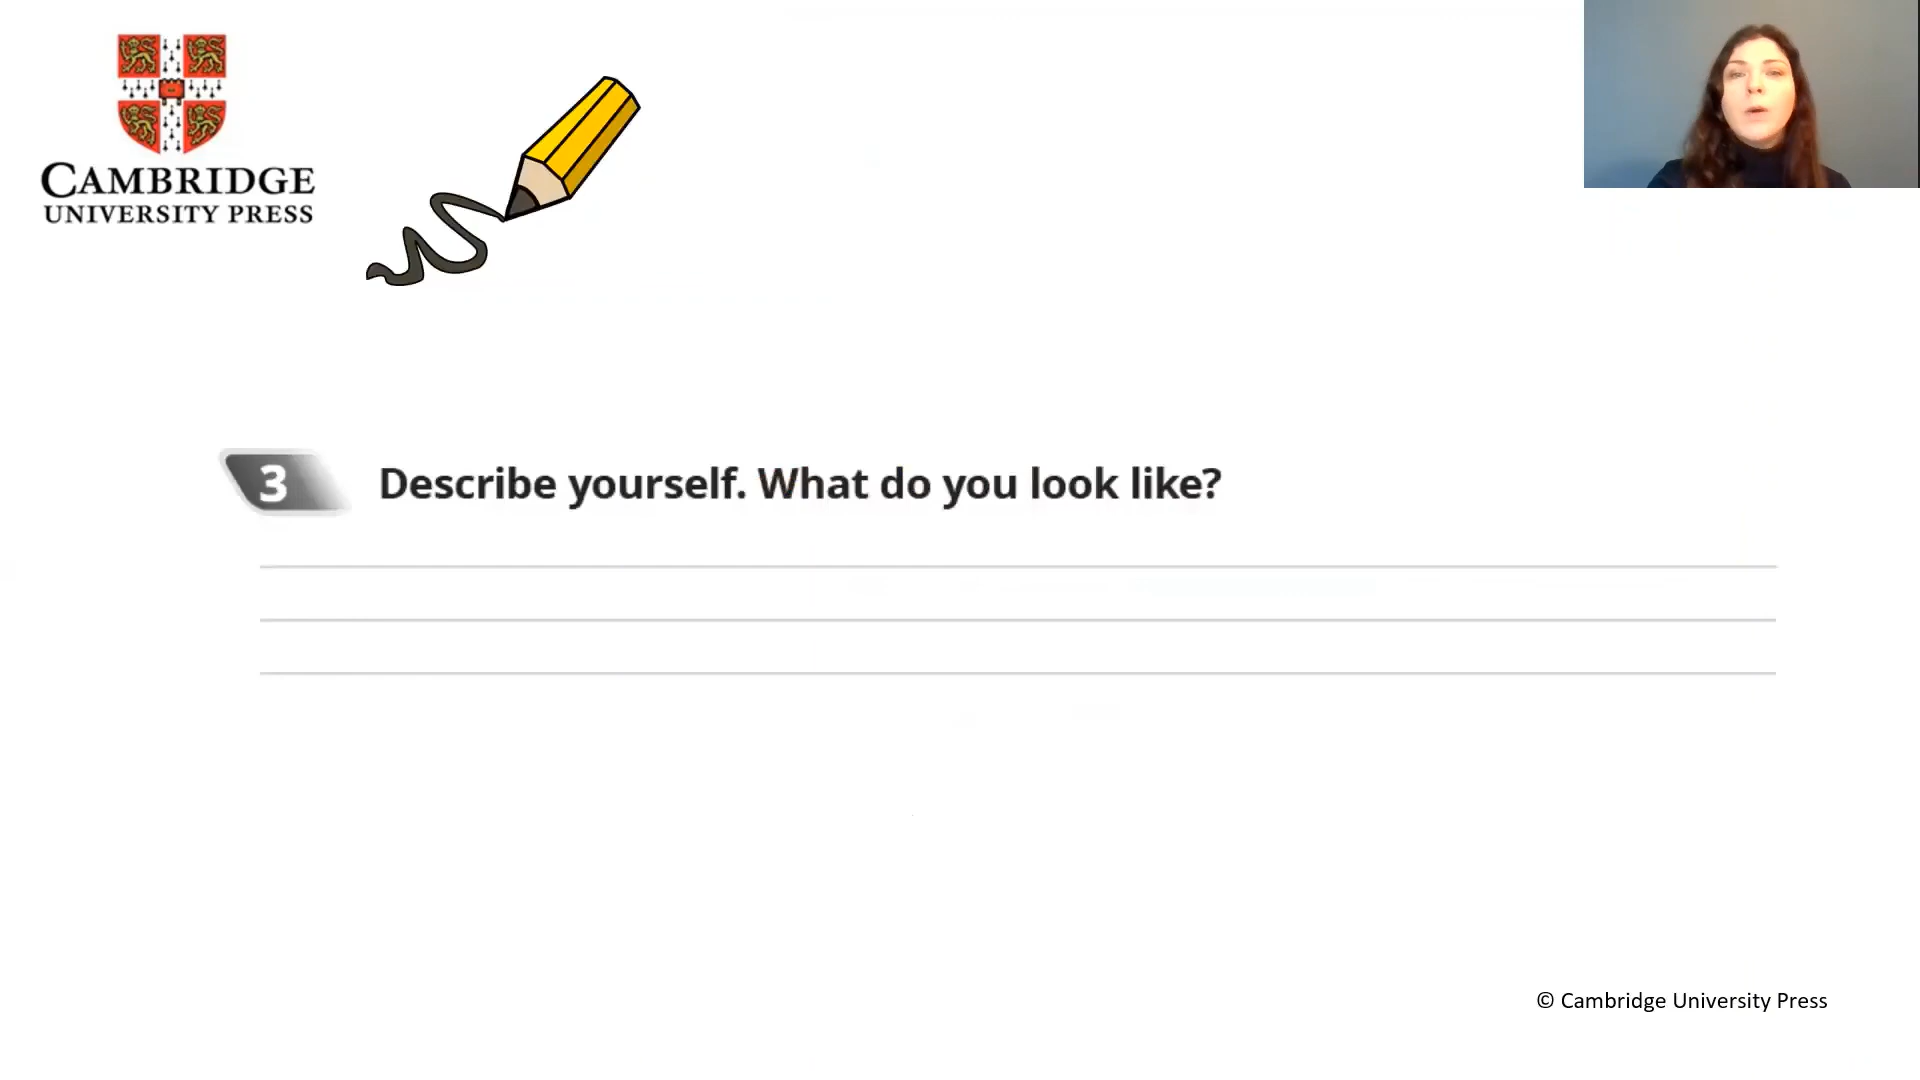 CAMBRIDGE
UNIVERSITY PRESS
3 Describe yourself. What do you look like?
© Cambridge University Press